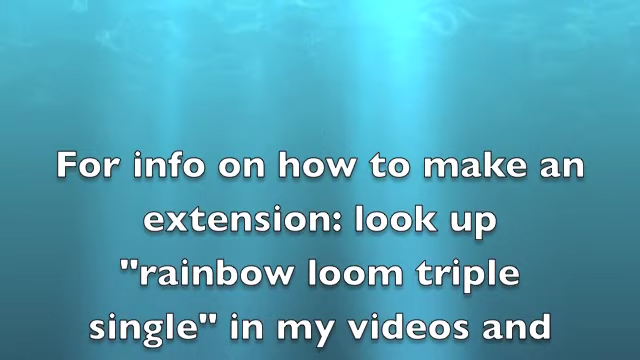 For info on how to make an
extension: look up
"rainbow loom triple
single" in my videos and